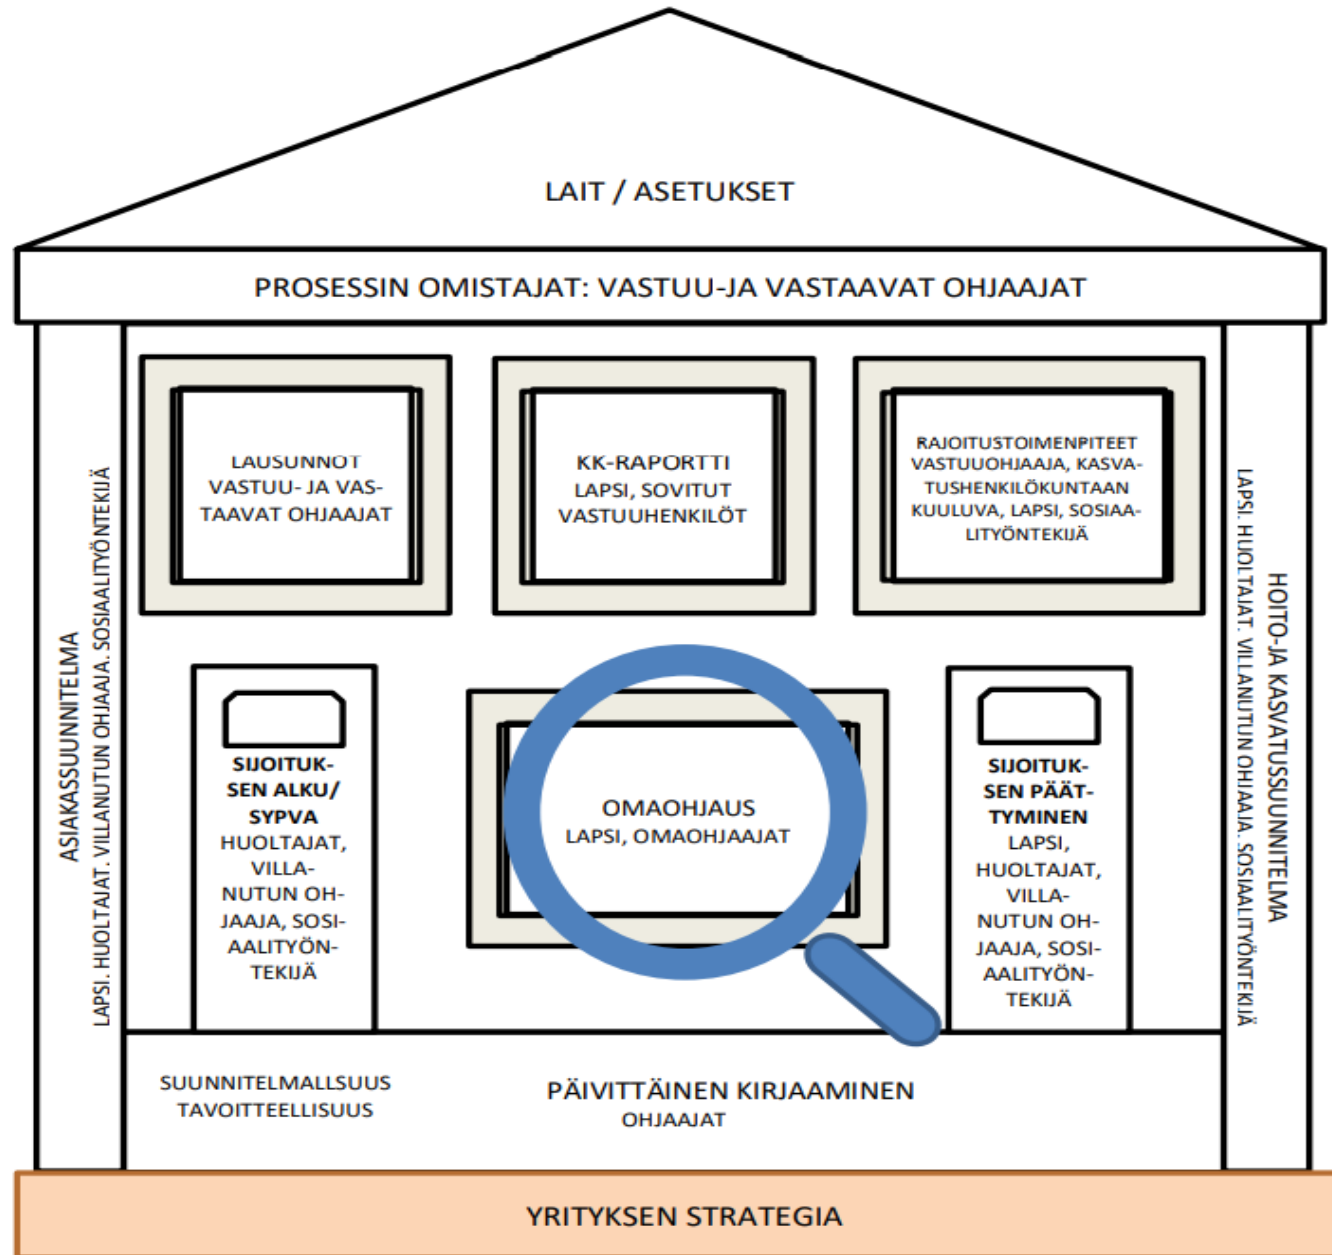 LAIT / ASETUKSET
PROSESSIN OMISTAJAT: VASTUU-JA VASTAAVAT OHJAAJAT
ASIAKASSUUNNITELMA
LAPSI. HUOLTAJAT. VILLANUTUN OHJAAJA. SOSIAALITYÖNTEKIJÄ
LAUSUNNOT
VASTUU- JA VAS-
TAAVAT OHJAAJAT
KK-RAPORTTI
LAPSI, SOVITUT
VASTUUHENKILÖT
RAJOITUSTOIMENPITEET
VASTUUOHJAAJA, KASVA-
TUSHENKILÖKUNTAAN
KUULUVA, LAPSI, SOSIAA-
LITYÖNTEKIJÄ
HOITO-JA KASVATUSSUUNNITELMA
LAPSI. HUOLTAJAT. VILLANUTUN OHJAAJA. SOSIAALITYÖNTEKIJÄ
SIJOITUK-
SEN ALKU/
SYPVA
HUOLTAJAT,
VILLA-
NUTUN OH-
JAAJA, SOSI-
AALITYÖN-
TEKIJÄ
OMAOHJAUS
LAPSI, OMAOHJAAJAT
SIJOITUK-
SEN PÄÄT-
TYMINEN
LAPSI,
HUOLTAJAT,
VILLA-
NUTUN OH-
JAAJA, SOSI-
AALITYÖN-
TEKIJÄ
SUUNNITELMALLSUUS
TAVOITTEELLISUUS
PÄIVITTÄINEN KIRJAAMINEN
OHJAAJAT
YRITYKSEN STRATEGIA